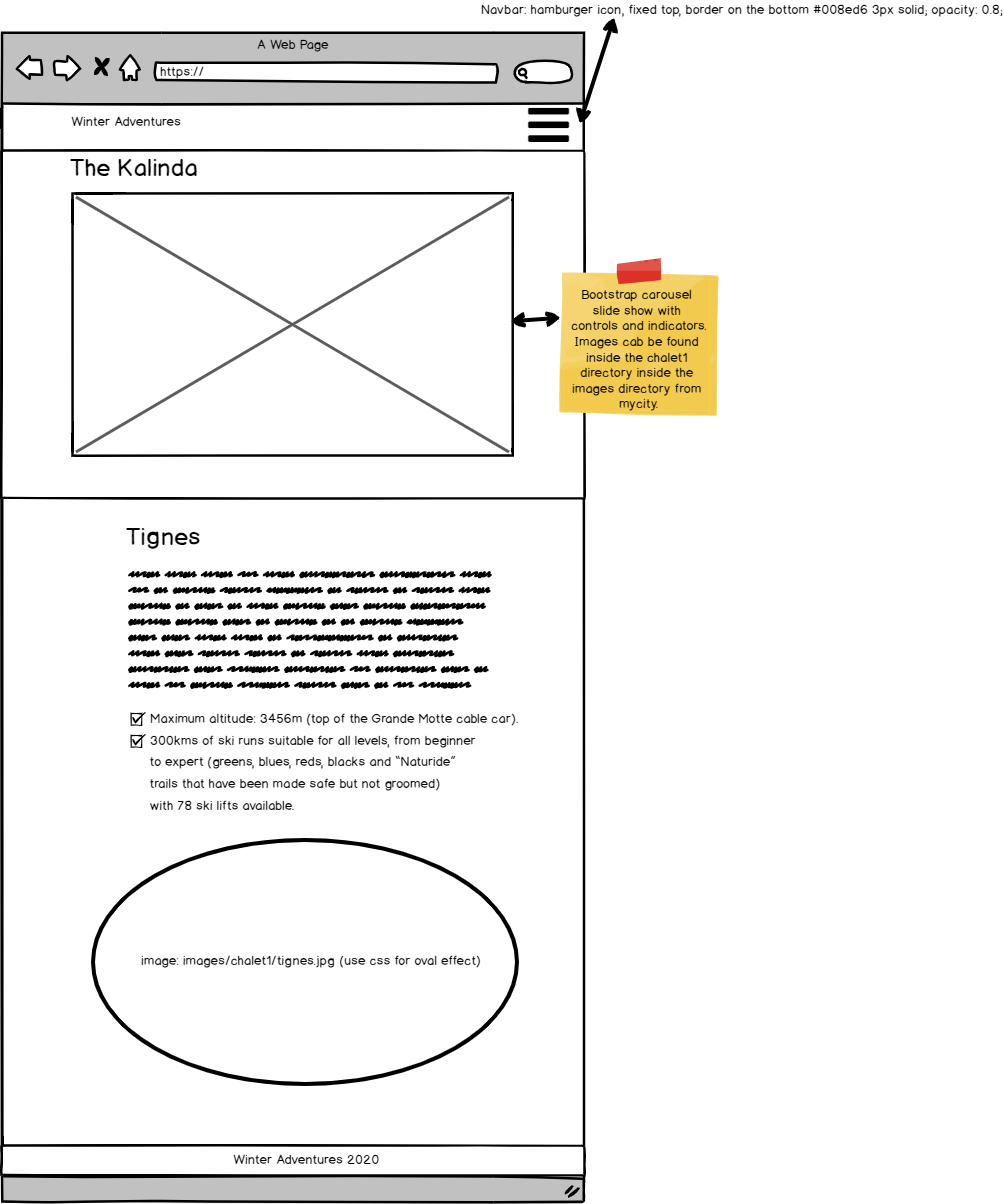 Navbar: hamburger icon, fixed top, border on the bottom #008ed6 3px solid; opacity: 0.8;
A Web Page
https://
Winter Adventures
The Kalinda
Bootstrap carousel
slide show with
controls and indicators.
Images cab be found
inside the chalet1
directory inside the
images directory from
mycity.
Tignes
Maximum altitude: 3456m (top of the Grande Motte cable car).
300kms of ski runs suitable for all levels, from beginner
to expert (greens, blues, reds, blacks and "Naturide"
trails that have been made safe but not groomed)
with 78 ski lifts available.
image: images/chalet1/tignes.jpg (use css for oval effect)
Winter Adventures 2020